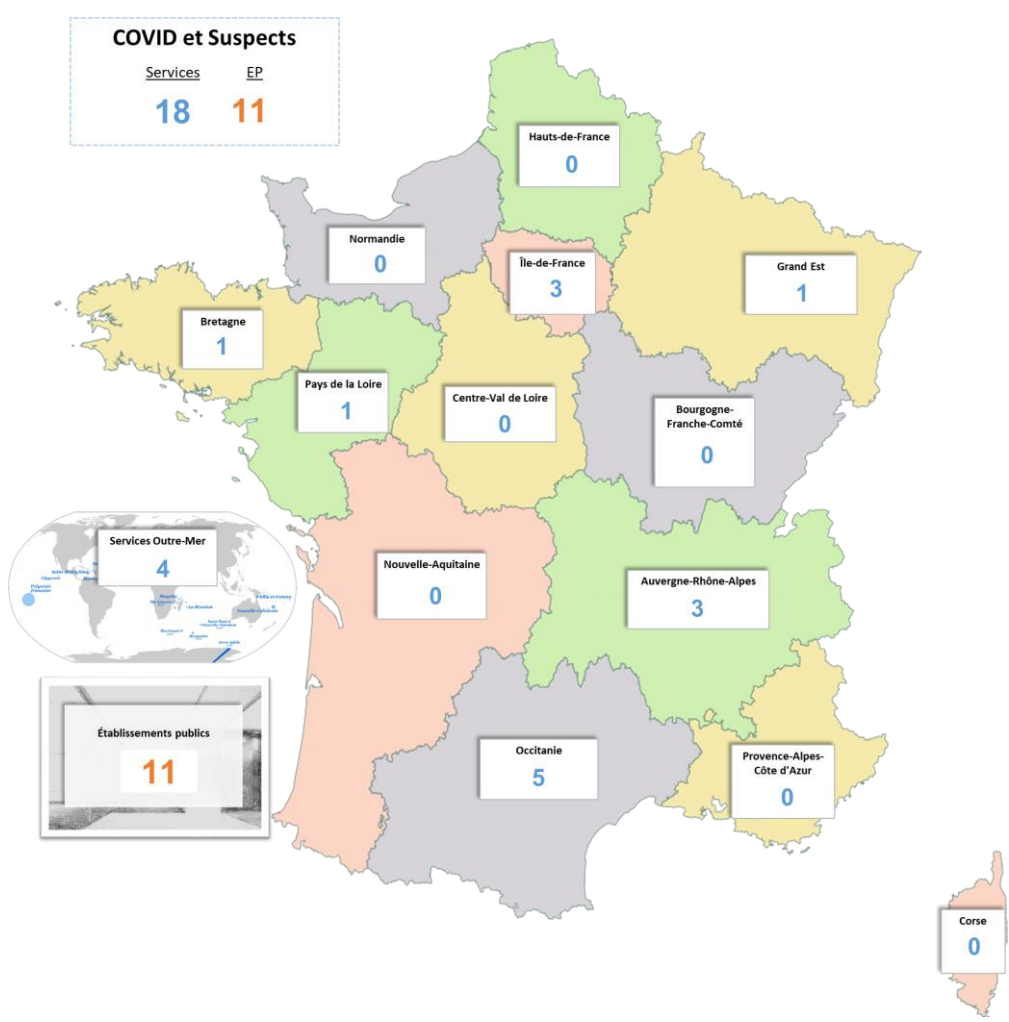 COVID et Suspects
Services EP
18 11
Hauts-de-France
0
Normandie
0
Île-de-France
3
Grand Est
1
Bretagne
1
Pays de la Loire
1
Centre-Val de Loire
0
Bourgogne-
Franche-Comté
0
Services Outre-Mer
4
Nouvelle-Aquitaine
0
Auvergne-Rhône-Alpes
3
Établissements publics
11
Occitanie
5
Provence-Alpes-
Côte d'Azur
0
Corse
0